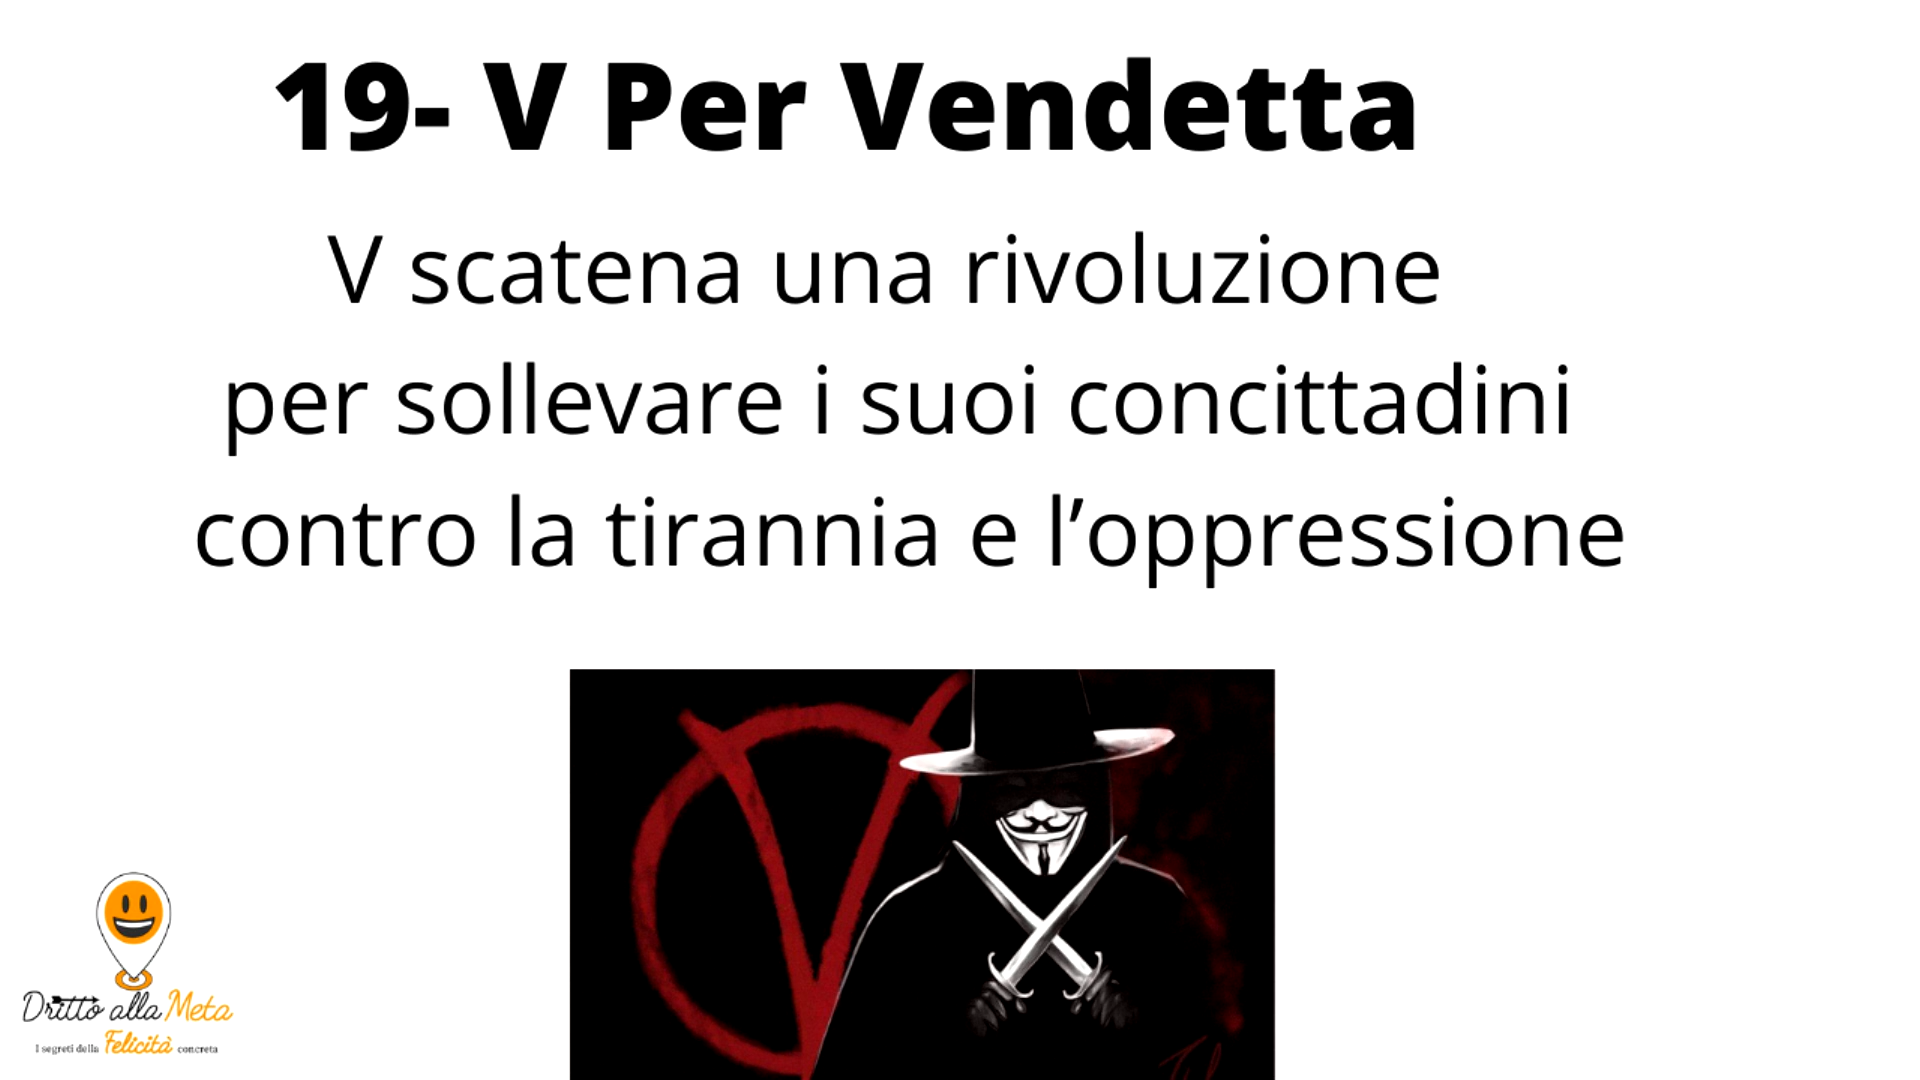 19- V Per Vendetta
V scatena una rivoluzione
per sollevare i suoi concittadini
contro la tirannia e l’oppressione
V
Dritto alla Meta
I segreti della Felicità concreta